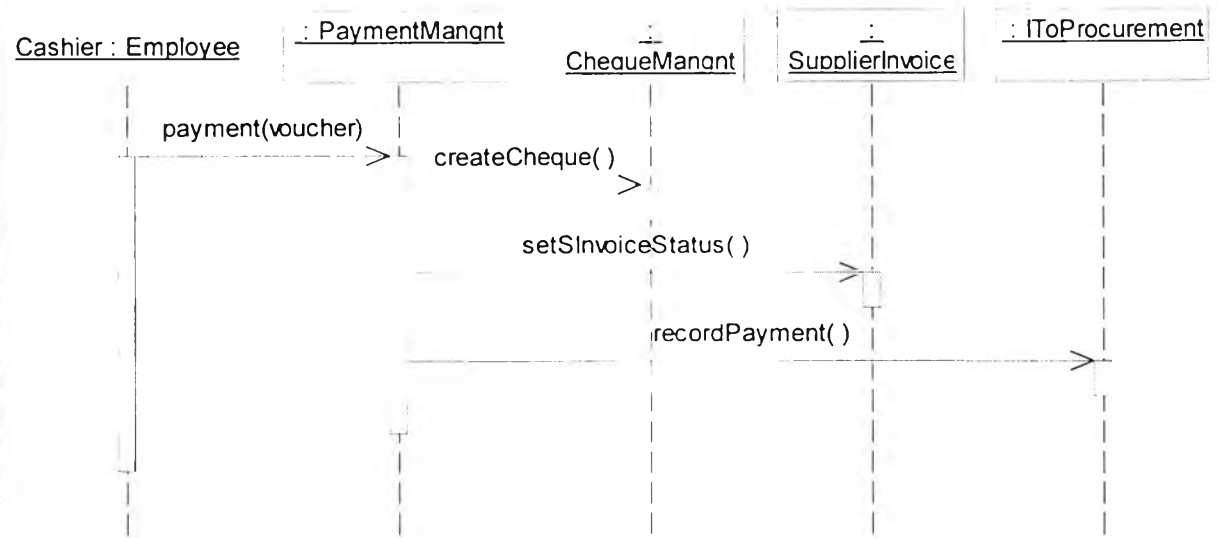 Cashier : Employee
: PaymentMangnt
:
ChequeMangnt
:
SupplierInvoice
: IToProcurement
payment(voucher)
createCheque( )
setSInvoiceStatus( )
recordPayment( )